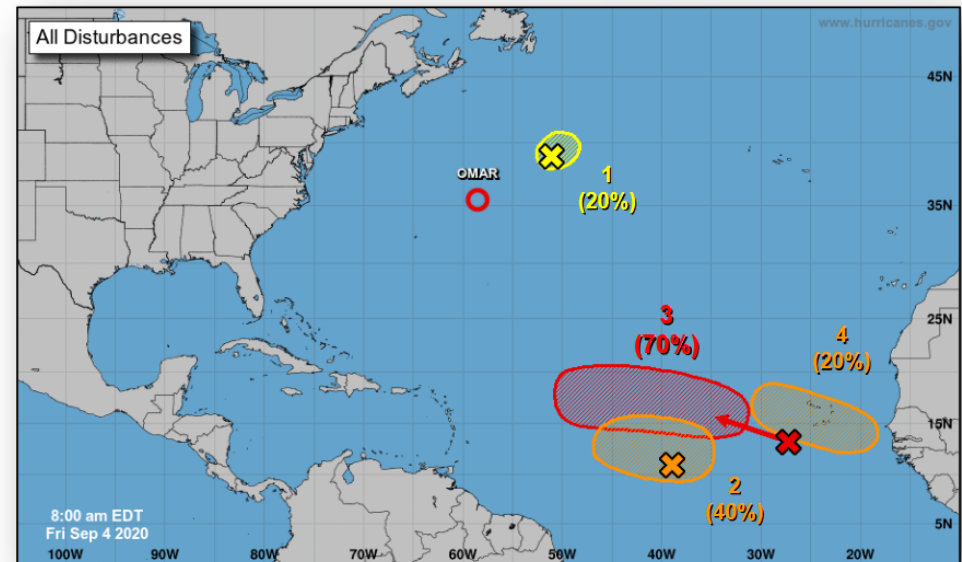 All Disturbances
www.hurricanes.gov
45N
OMAR
1
(20%)
35N
25N
3
(70%)
4
(20%)
15N
2
(40%)
8:00 am EDT
Fri Sep 4 2020
5N
100W 90W 80W 70W 60W 50W 40W 30W 20W